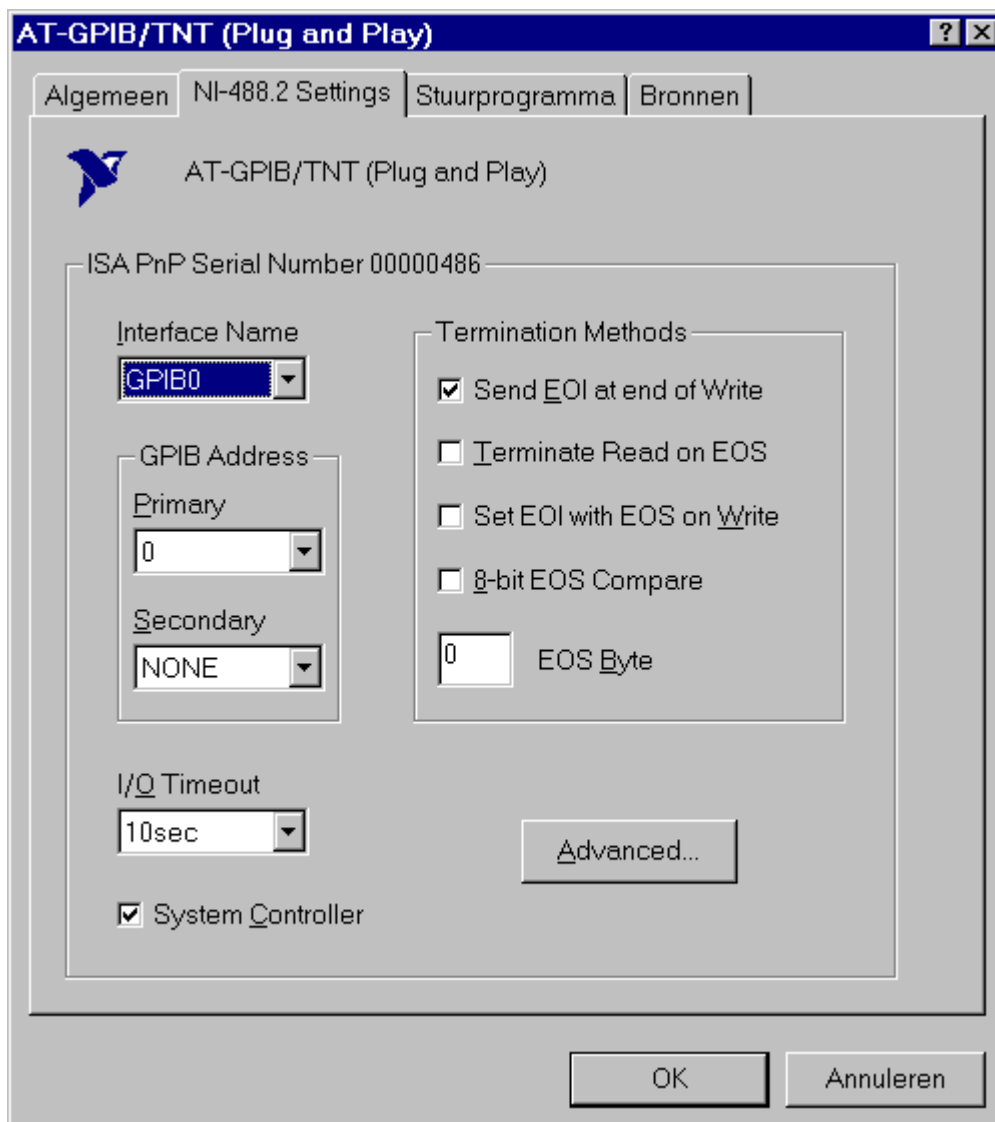 AT-GPIB/TNT (Plug and Play)
Algemeen
NI-488.2 Settings
Stuurprogramma
Bronnen
AT-GPIB/TNT (Plug and Play)
ISA PnP Serial Number 00000486
Interface Name
GPIB0
GPIB Address
Primary
0
Secondary
NONE
I/O Timeout
10sec
System Controller
Termination Methods
Send EOI at end of Write
Terminate Read on EOS
Set EOI with EOS on Write
8-bit EOS Compare
0 EOS Byte
Advanced...
OK
Annuleren